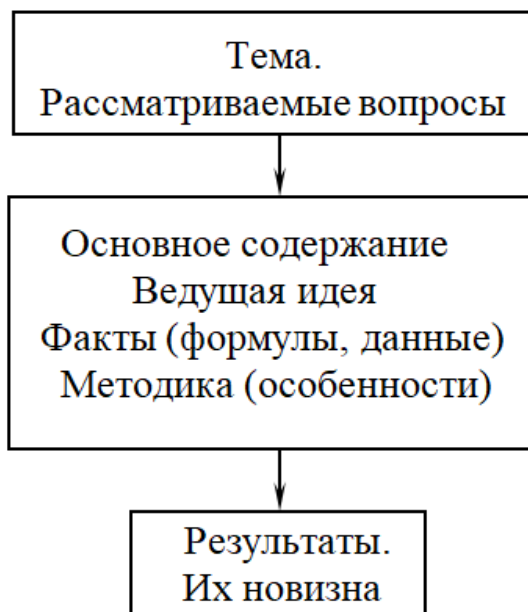 Тема.
Рассматриваемые вопросы
Основное содержание
Ведущая идея
Факты (формулы, данные)
Методика (особенности)
Результаты.
Их новизна